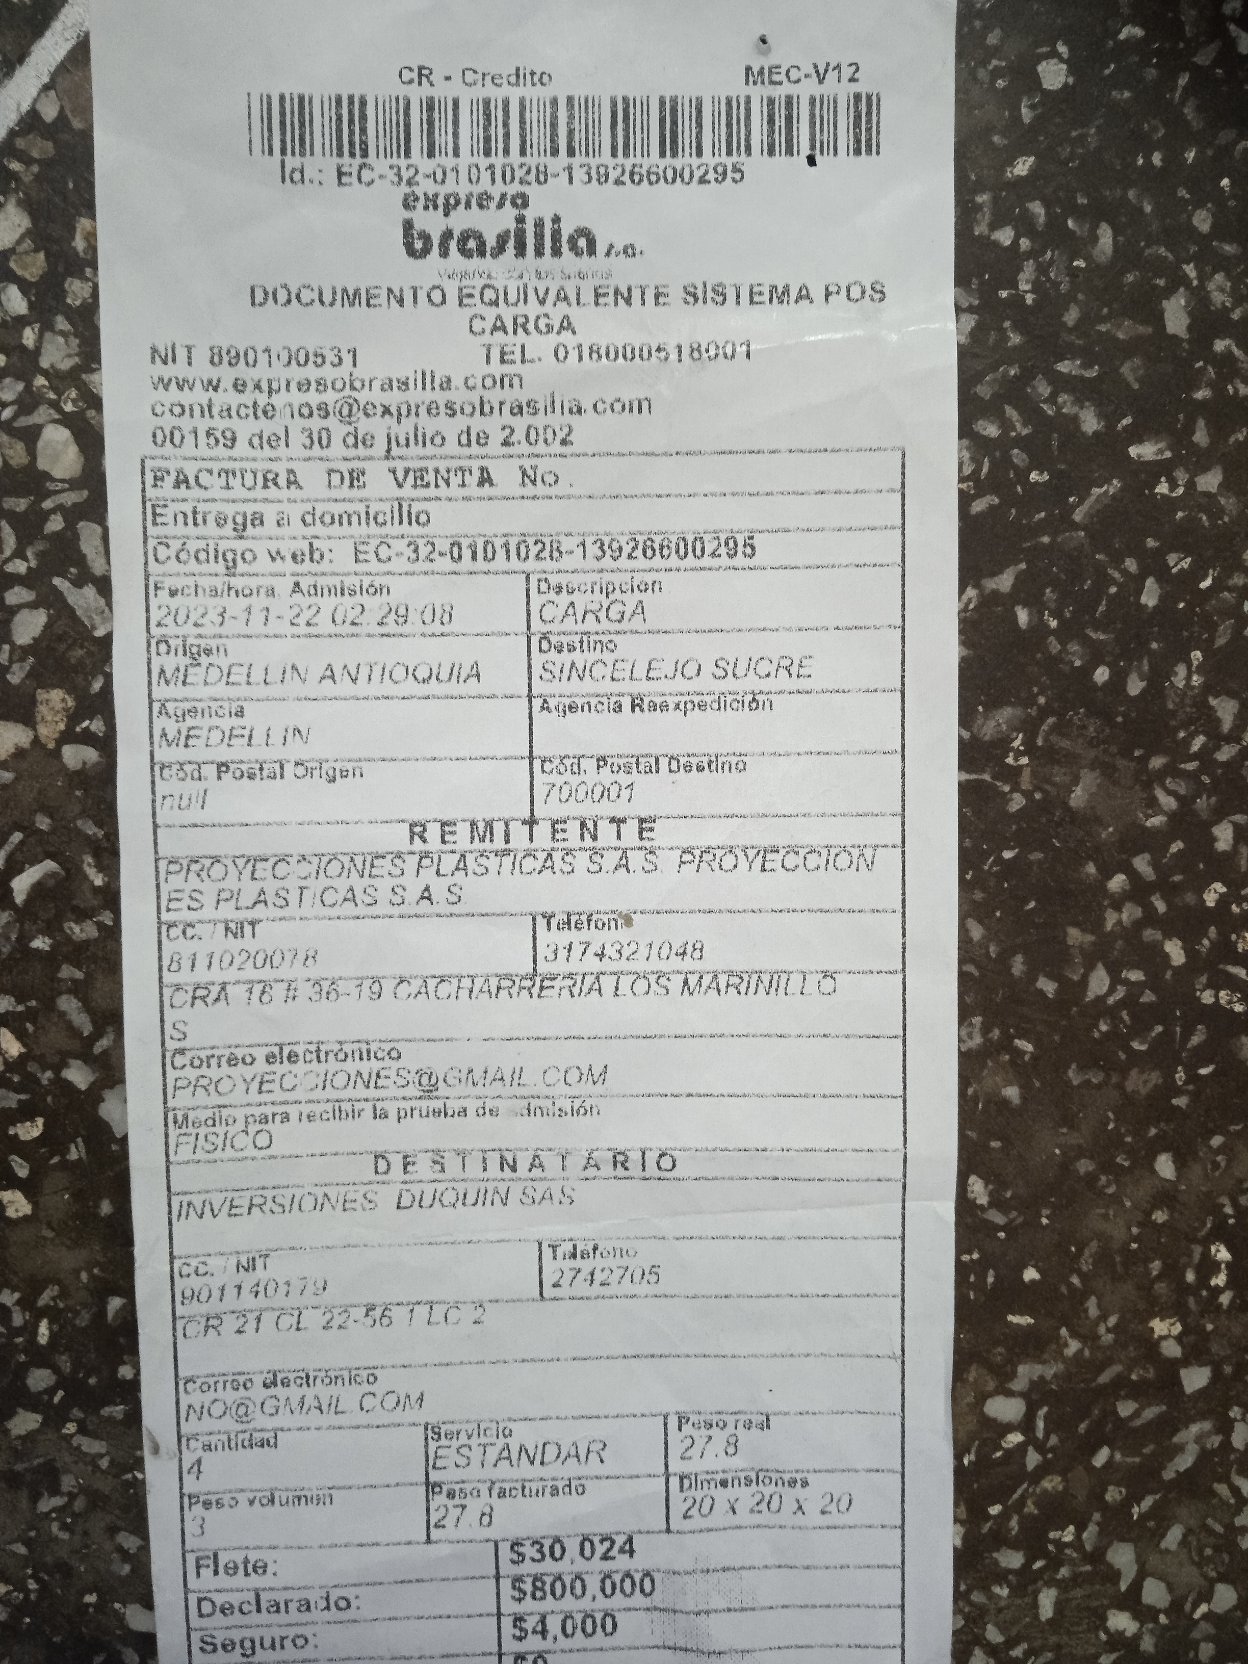 CR - Credito MEC-V12
Id.: EC-32-0101028-13926600295
expreso
brasilia s.a.
DOCUMENTO EQUIVALENTE SISTEMA POS
CARGA
NIT 890100531 TEL. 018000518001
www.expresobrasilia.com
contactenos@expresobrasilia.com
00159 del 30 de julio de 2.002
FACTURA DE VENTA No.
Entrega a domicilio
Código web: EC-32-0101028-13926600295
Fecha/hora. Admisión Descripcion
2023-11-22 02:29:08 CARGA
Origen Destino
MEDELLIN ANTIOQUIA SINCELEJO SUCRE
Agencia Agencia Reexpedición
MEDELLIN
Cód. Postal Origen Cód. Postal Destino
null 700001
REMITENTE
PROYECCIONES PLASTICAS S.A.S. PROYECCION
ES PLASTICAS S.A.S.
CC. / NIT Teléfono
811020078 3174321048
CRA 16 # 36-19 CACHARRERIA LOS MARINILLO
S
Correo electrónico
PROYECCIONES@GMAIL.COM
Medio para recibir la prueba de admisión
FISICO
DESTINATARIO
INVERSIONES DUQUIN SAS
CC. / NIT Teléfono
901140179 2742705
CR 21 CL 22-56 1 LC 2
Correo electrónico
NO@GMAIL.COM
Cantidad Servicio Peso real
4 ESTANDAR 27.8
Peso volumen Peso facturado Dimensiones
3 27.8 20 x 20 x 20
Flete: $30,024
Declarado: $800,000
Seguro: $4,000